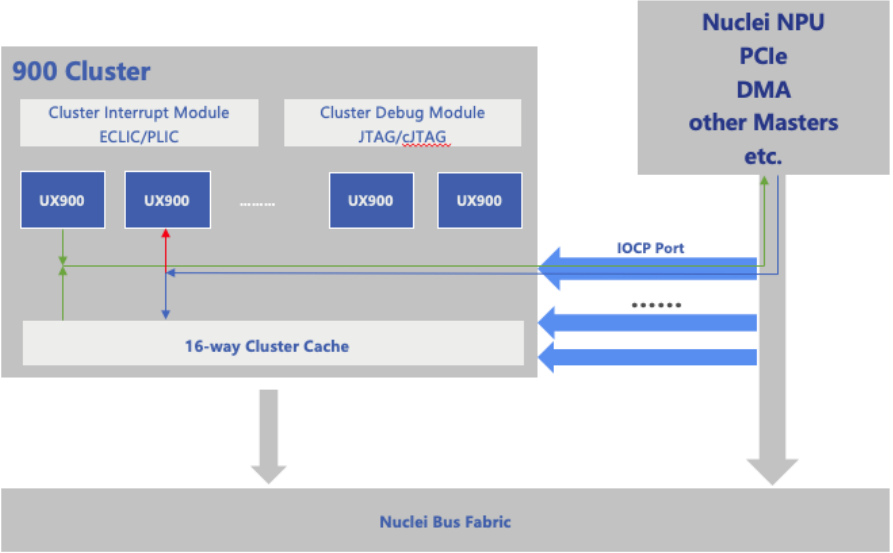 Nuclei NPU
PCIe
DMA
other Masters
etc.
900 Cluster
Cluster Interrupt Module
ECLIC/PLIC
Cluster Debug Module
JTAG/cJTAG
UX900
UX900
.........
UX900
UX900
IOCP Port
......
16-way Cluster Cache
Nuclei Bus Fabric